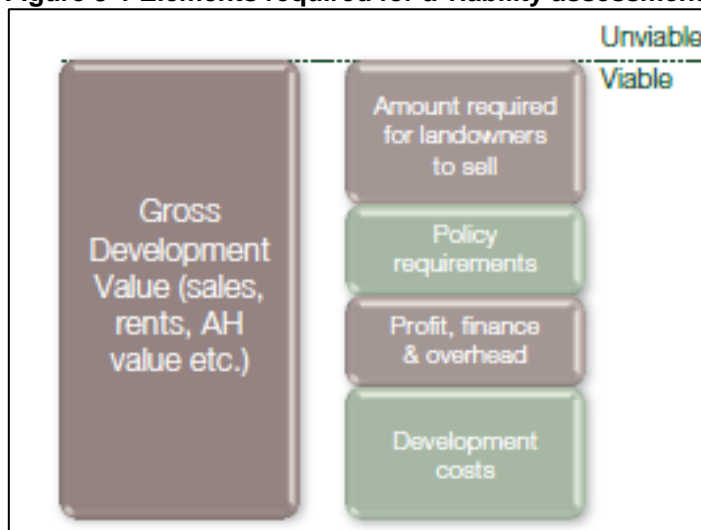 Unviable
Viable
Gross
Development
Value (sales,
rents, AH
value etc.)
Amount required
for landowners
to sell
Policy
requirements
Profit, finance
& overhead
Development
costs